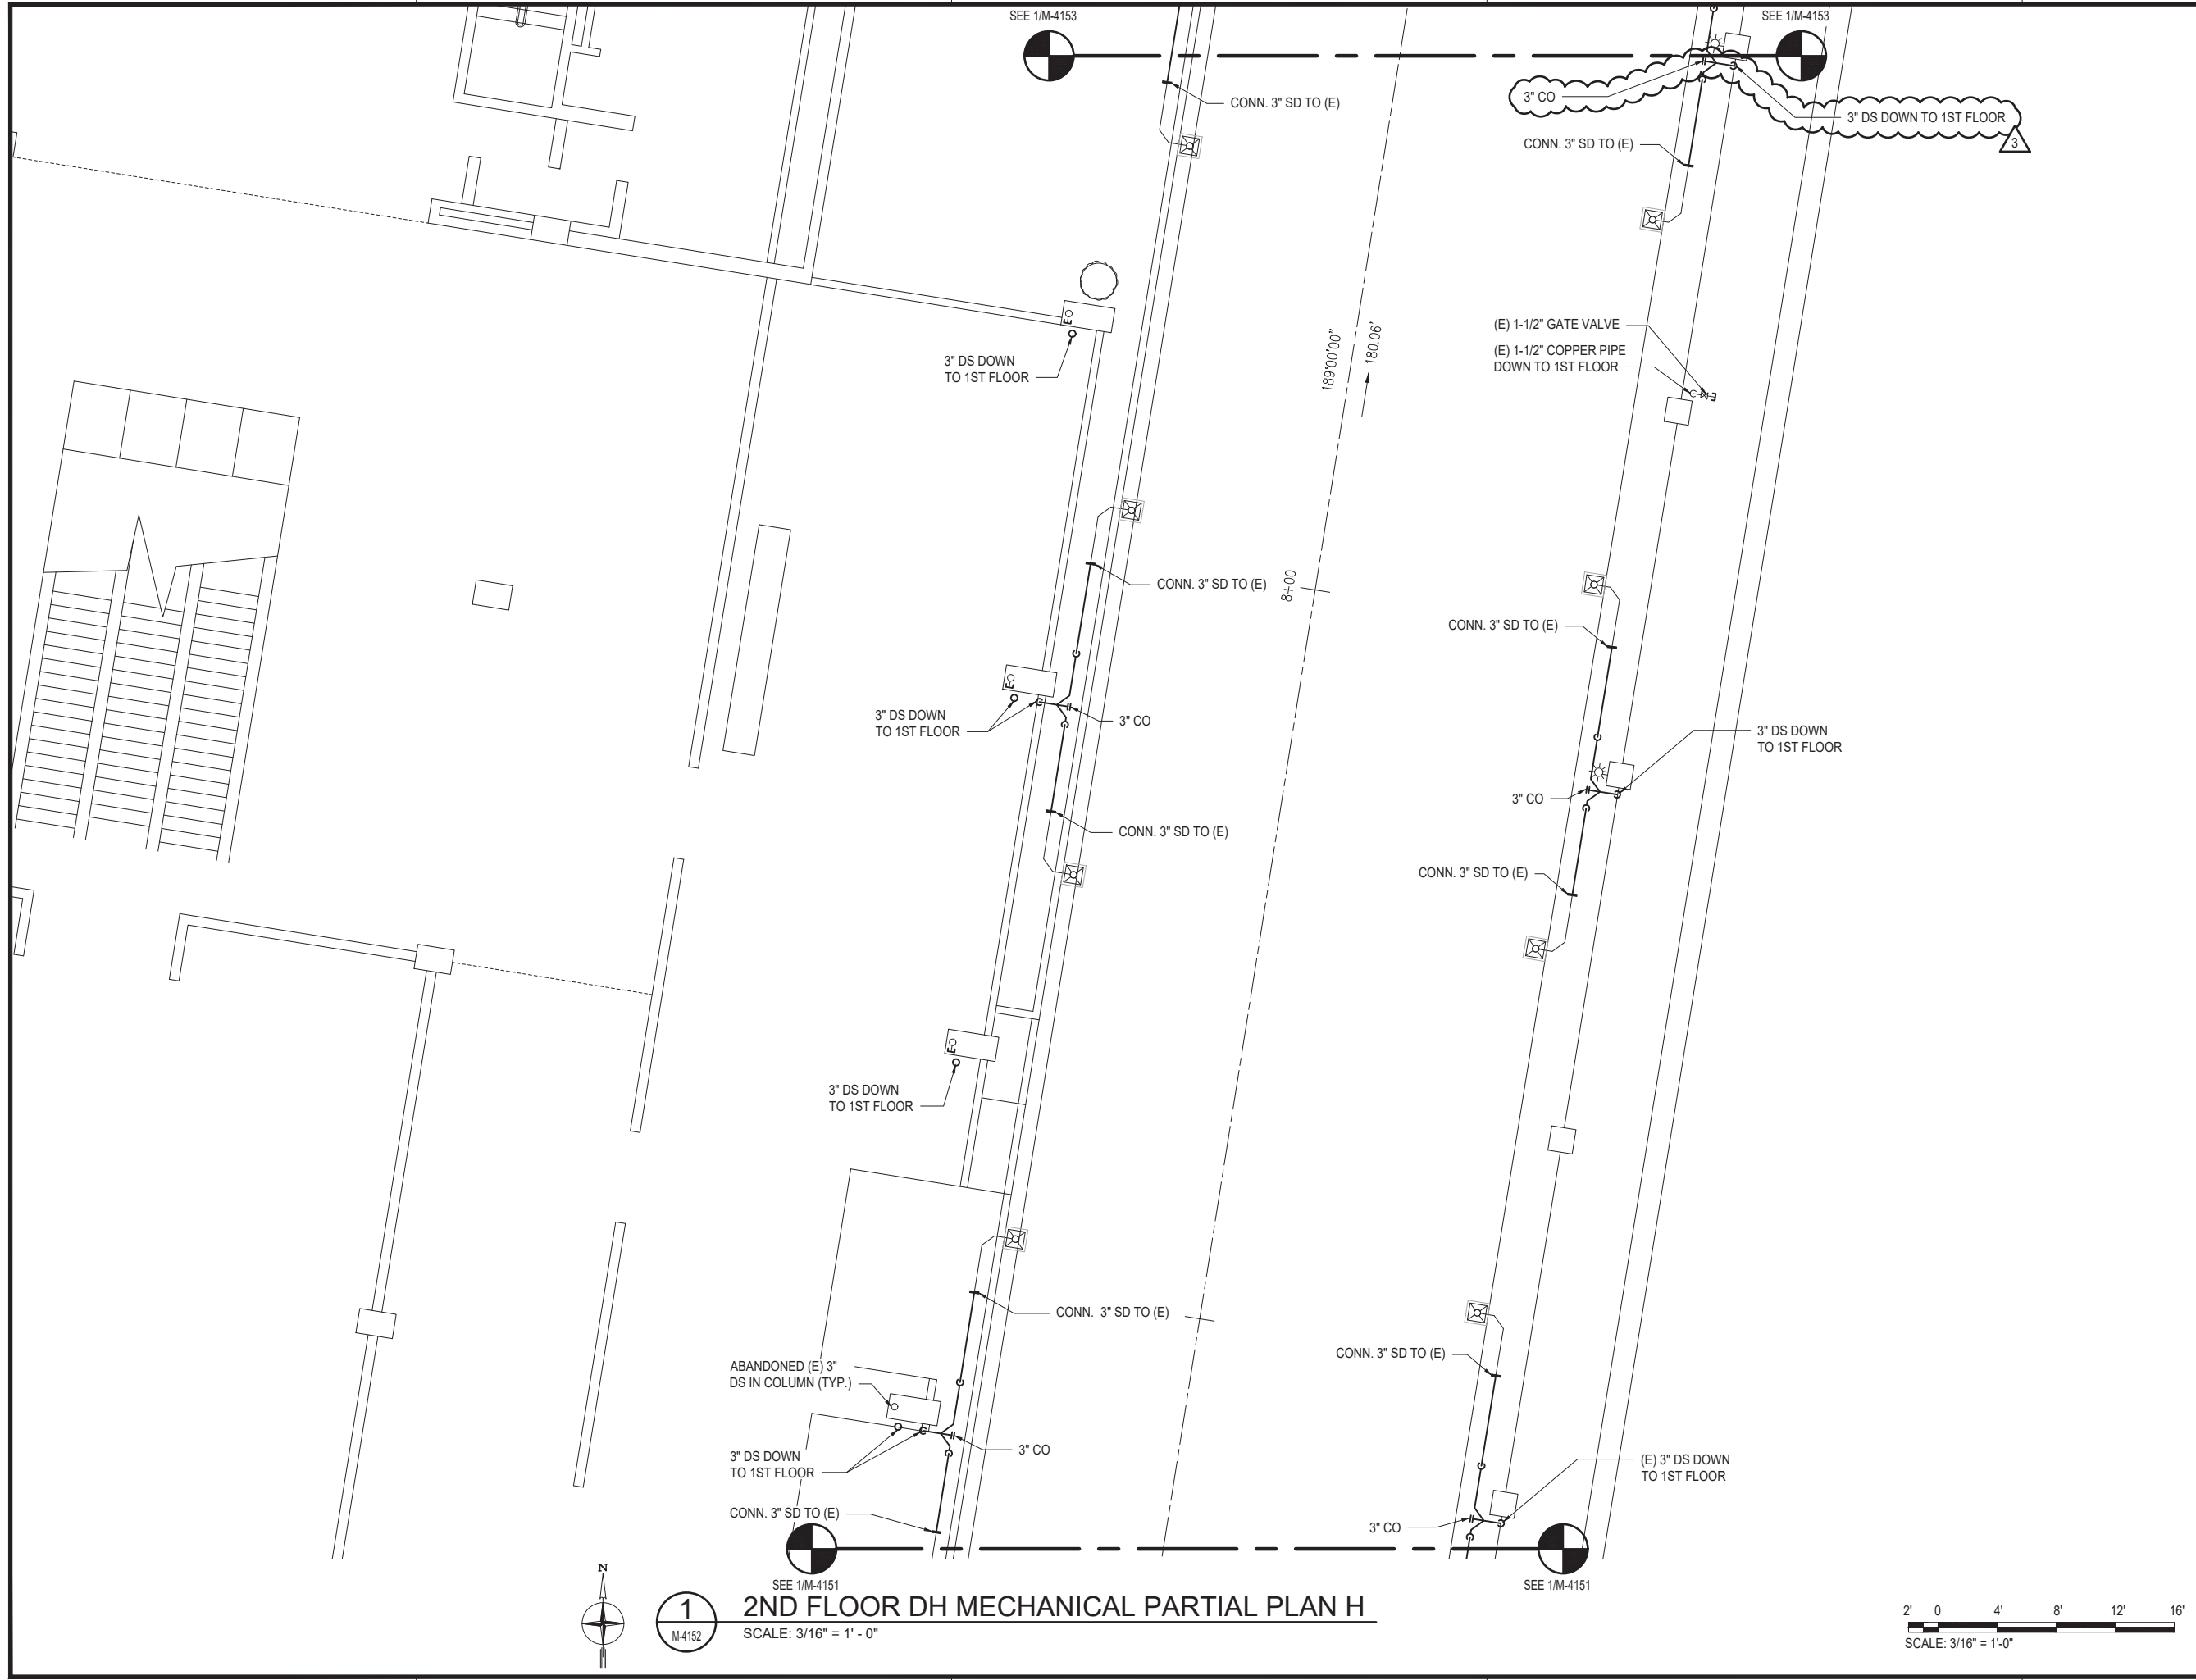 SEE 1/M-4153
SEE 1/M-4153
CONN. 3" SD TO (E)
3" CO
3" DS DOWN TO 1ST FLOOR
3
CONN. 3" SD TO (E)
(E) 1-1/2" GATE VALVE
(E) 1-1/2" COPPER PIPE
DOWN TO 1ST FLOOR
3" DS DOWN
TO 1ST FLOOR
189°00'00"
180.06'
E
CONN. 3" SD TO (E)
8+00
CONN. 3" SD TO (E)
E
3" DS DOWN
TO 1ST FLOOR
3" CO
3" DS DOWN
TO 1ST FLOOR
3" CO
CONN. 3" SD TO (E)
CONN. 3" SD TO (E)
E
3" DS DOWN
TO 1ST FLOOR
CONN. 3" SD TO (E)
CONN. 3" SD TO (E)
ABANDONED (E) 3"
DS IN COLUMN (TYP.)
3" DS DOWN
TO 1ST FLOOR
3" CO
(E) 3" DS DOWN
TO 1ST FLOOR
CONN. 3" SD TO (E)
3" CO
SEE 1/M-4151
SEE 1/M-4151
N
1
M-4152
2ND FLOOR DH MECHANICAL PARTIAL PLAN H
SCALE: 3/16" = 1' - 0"
2' 0 4' 8' 12' 16'
SCALE: 3/16" = 1'-0"